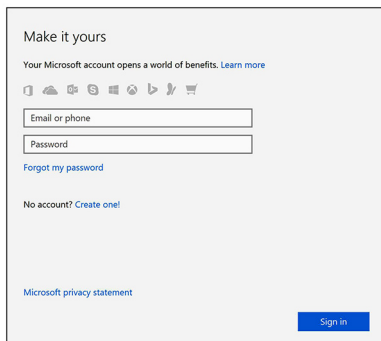 Make it yours
Your Microsoft account opens a world of benefits. Learn more
Email or phone
Password
Forgot my password
No account? Create one!
Microsoft privacy statement
Sign in